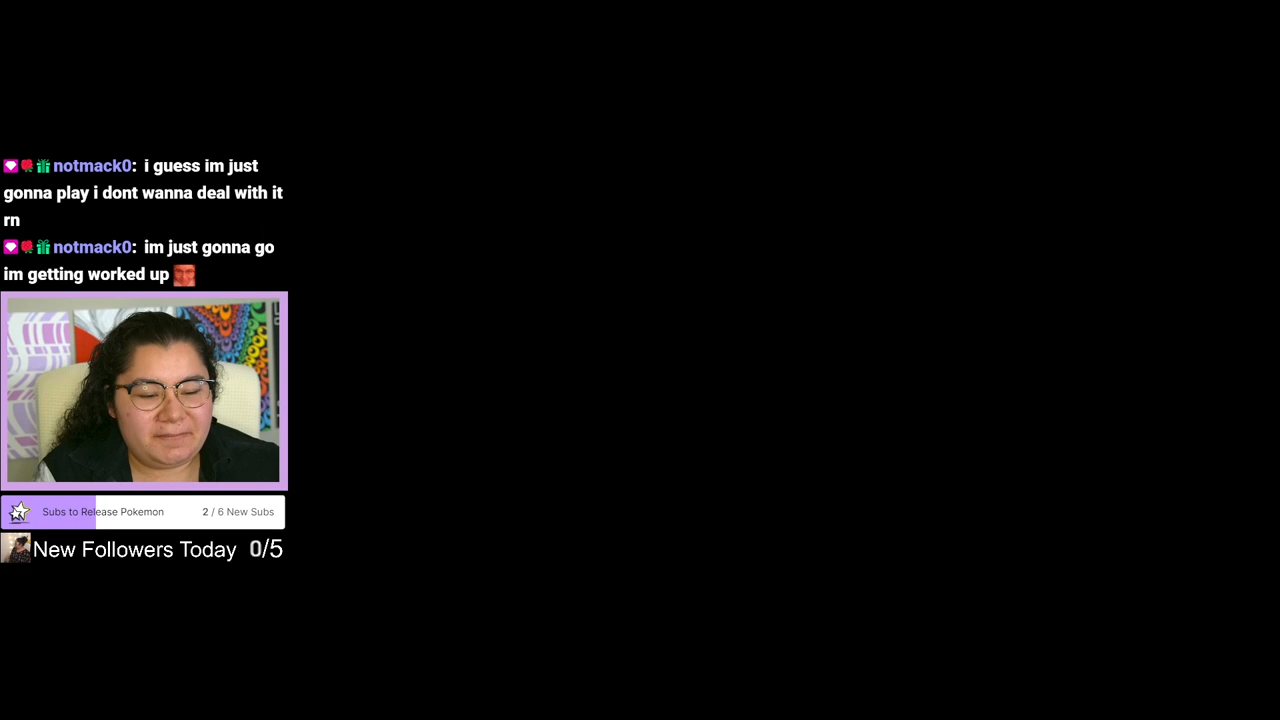 notmack0: i guess im just
gonna play i dont wanna deal with it
rn
notmack0: im just gonna go
im getting worked up
Subs to Release Pokemon 2 / 6 New Subs
New Followers Today 0/5